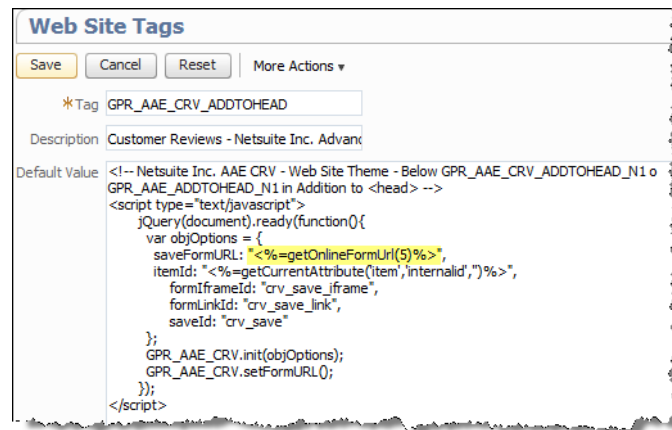 Web Site Tags
Save Cancel Reset More Actions ▾
*Tag GPR_AAE_CRV_ADDTOHEAD
Description Customer Reviews - Netsuite Inc. Advanc
Default Value <!-- Netsuite Inc. AAE CRV - Web Site Theme - Below GPR_AAE_CRV_ADDTOHEAD_N1 o
GPR_AAE_ADDTOHEAD_N1 in Addition to <head> -->
<script type="text/javascript">
jQuery(document).ready(function(){
var objOptions = {
saveFormURL: "<%=getOnlineFormUrl(5)%>",
itemId: "<%=getCurrentAttribute('item','internalid','')%>",
formIframeId: "crv_save_iframe",
formLinkId: "crv_save_link",
saveId: "crv_save"
};
GPR_AAE_CRV.init(objOptions);
GPR_AAE_CRV.setFormURL();
});
</script>